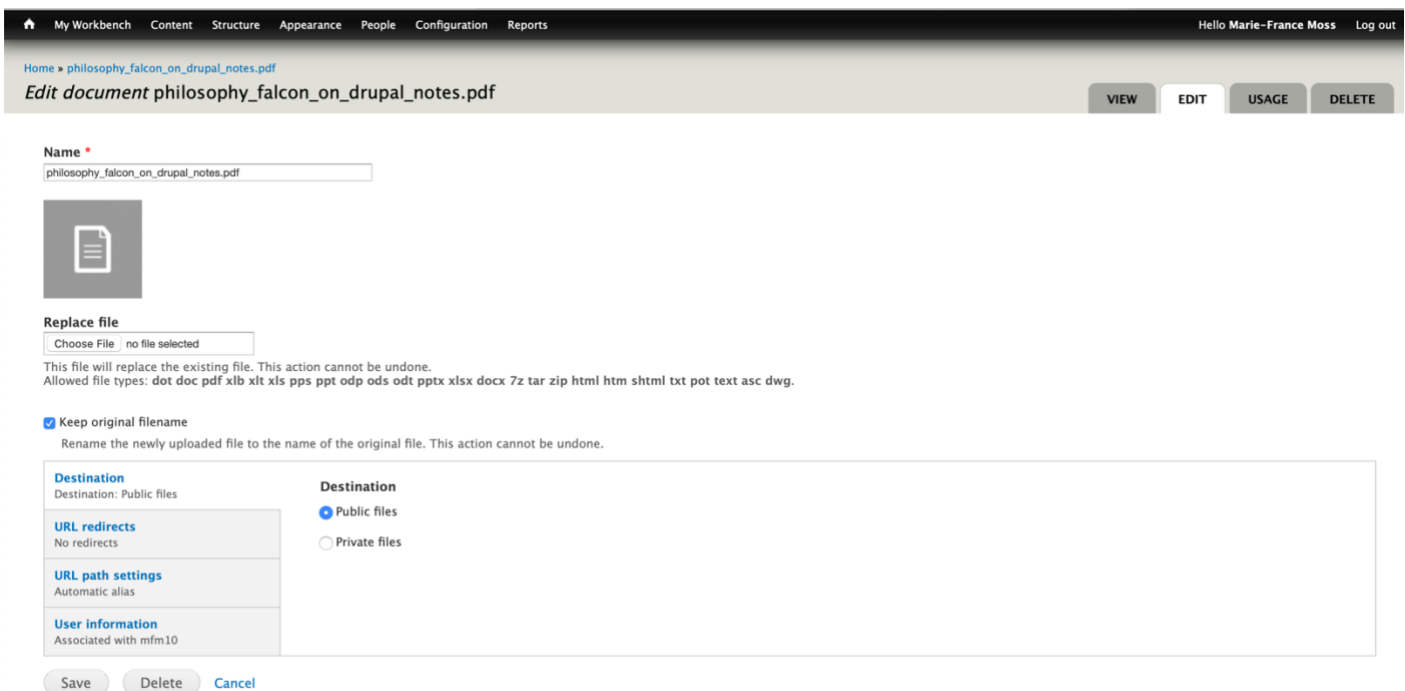 My Workbench Content Structure Appearance People Configuration Reports Hello Marie-France Moss Log out
Home » philosophy_falcon_on_drupal_notes.pdf
Edit document philosophy_falcon_on_drupal_notes.pdf
VIEW EDIT USAGE DELETE
Name *
philosophy_falcon_on_drupal_notes.pdf
Replace file
Choose File no file selected
This file will replace the existing file. This action cannot be undone.
Allowed file types: dot doc pdf xlb xlt xls pps ppt odp ods odt pptx xlsx docx 7z tar zip html htm shtml txt pot text asc dwg.
Keep original filename
Rename the newly uploaded file to the name of the original file. This action cannot be undone.
Destination
Destination: Public files
URL redirects
No redirects
URL path settings
Automatic alias
User information
Associated with mfm10
Destination
Public files
Private files
Save Delete Cancel